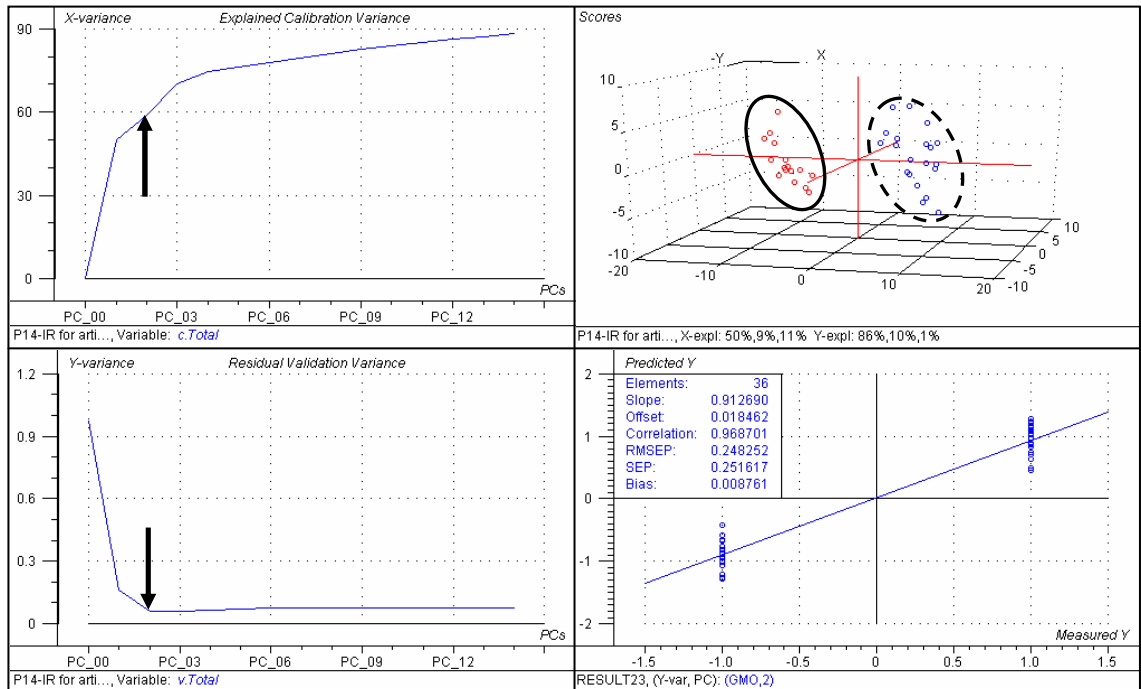 X-variance Explained Calibration Variance
90
60
30
0
PCs
PC_00 PC_03 PC_06 PC_09 PC_12
P14-IR for arti..., Variable: c.Total
Scores
-Y X
10
5
0
-5
-10
-20 -10 0 10 20
10
5
0
-5
-10
P14-IR for arti..., X-expl: 50%,9%,11% Y-expl: 86%,10%,1%
Y-variance Residual Validation Variance
1.2
0.9
0.6
0.3
0
PCs
PC_00 PC_03 PC_06 PC_09 PC_12
P14-IR for arti..., Variable: v.Total
Predicted Y
2
1
0
-1
-2
Elements: 36
Slope: 0.912690
Offset: 0.018462
Correlation: 0.968701
RMSEP: 0.248252
SEP: 0.251617
Bias: 0.008761
Measured Y
-1.5 -1.0 -0.5 0 0.5 1.0 1.5
RESULT23, (Y-var, PC): (GMO,2)